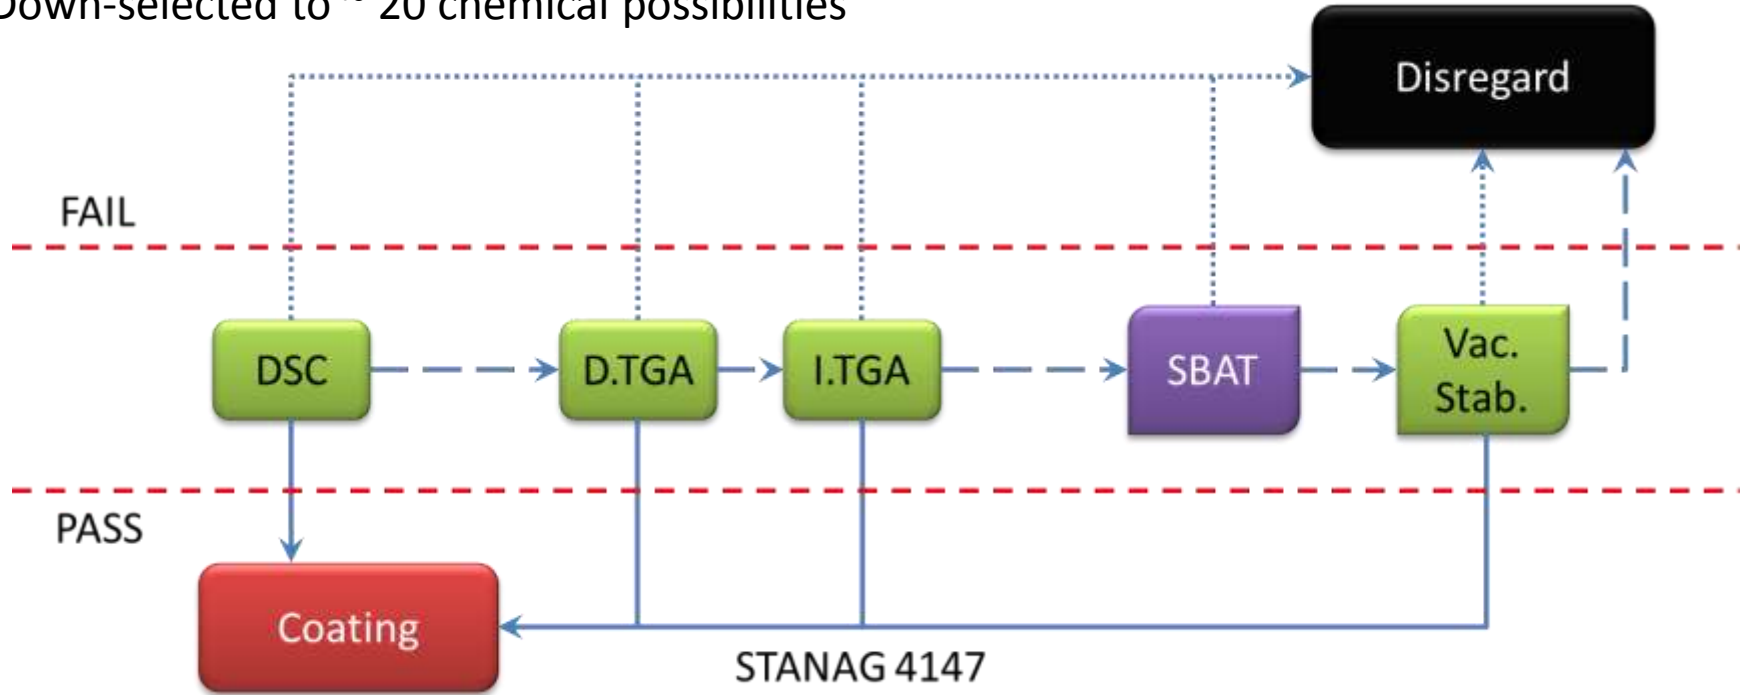 Down-selected to ~ 20 chemical possibilities
Disregard
FAIL
DSC
D.TGA
I.TGA
SBAT
Vac.
Stab.
PASS
Coating
STANAG 4147